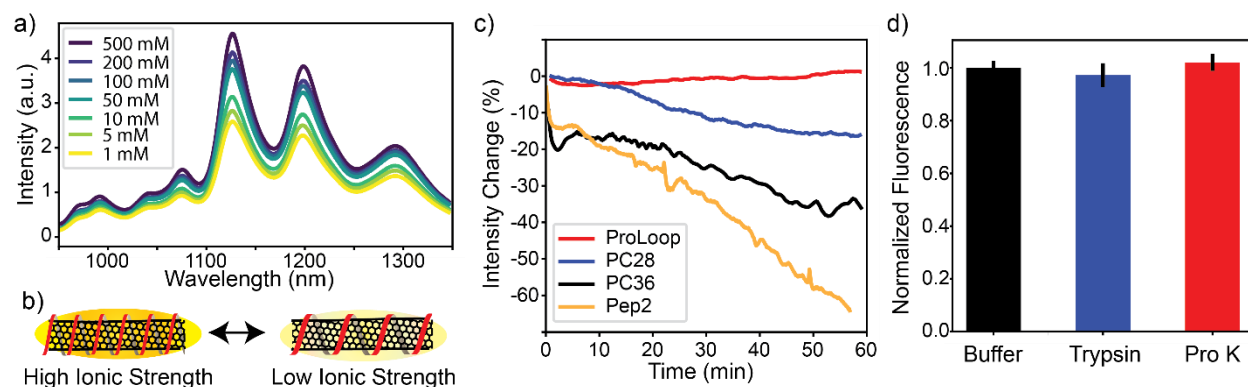 a)
500 mM
200 mM
100 mM
50 mM
10 mM
5 mM
1 mM
Intensity (a.u.)
4
3
2
1
0
1000
1100
1200
1300
Wavelength (nm)
b)
High Ionic Strength
Low Ionic Strength
c)
Intensity Change (%)
0
-10
-20
-30
-40
-50
-60
ProLoop
PC28
PC36
Pep2
0
10
20
30
40
50
60
Time (min)
d)
Normalized Fluorescence
1.0
0.8
0.6
0.4
0.2
0.0
Buffer
Trypsin
Pro K